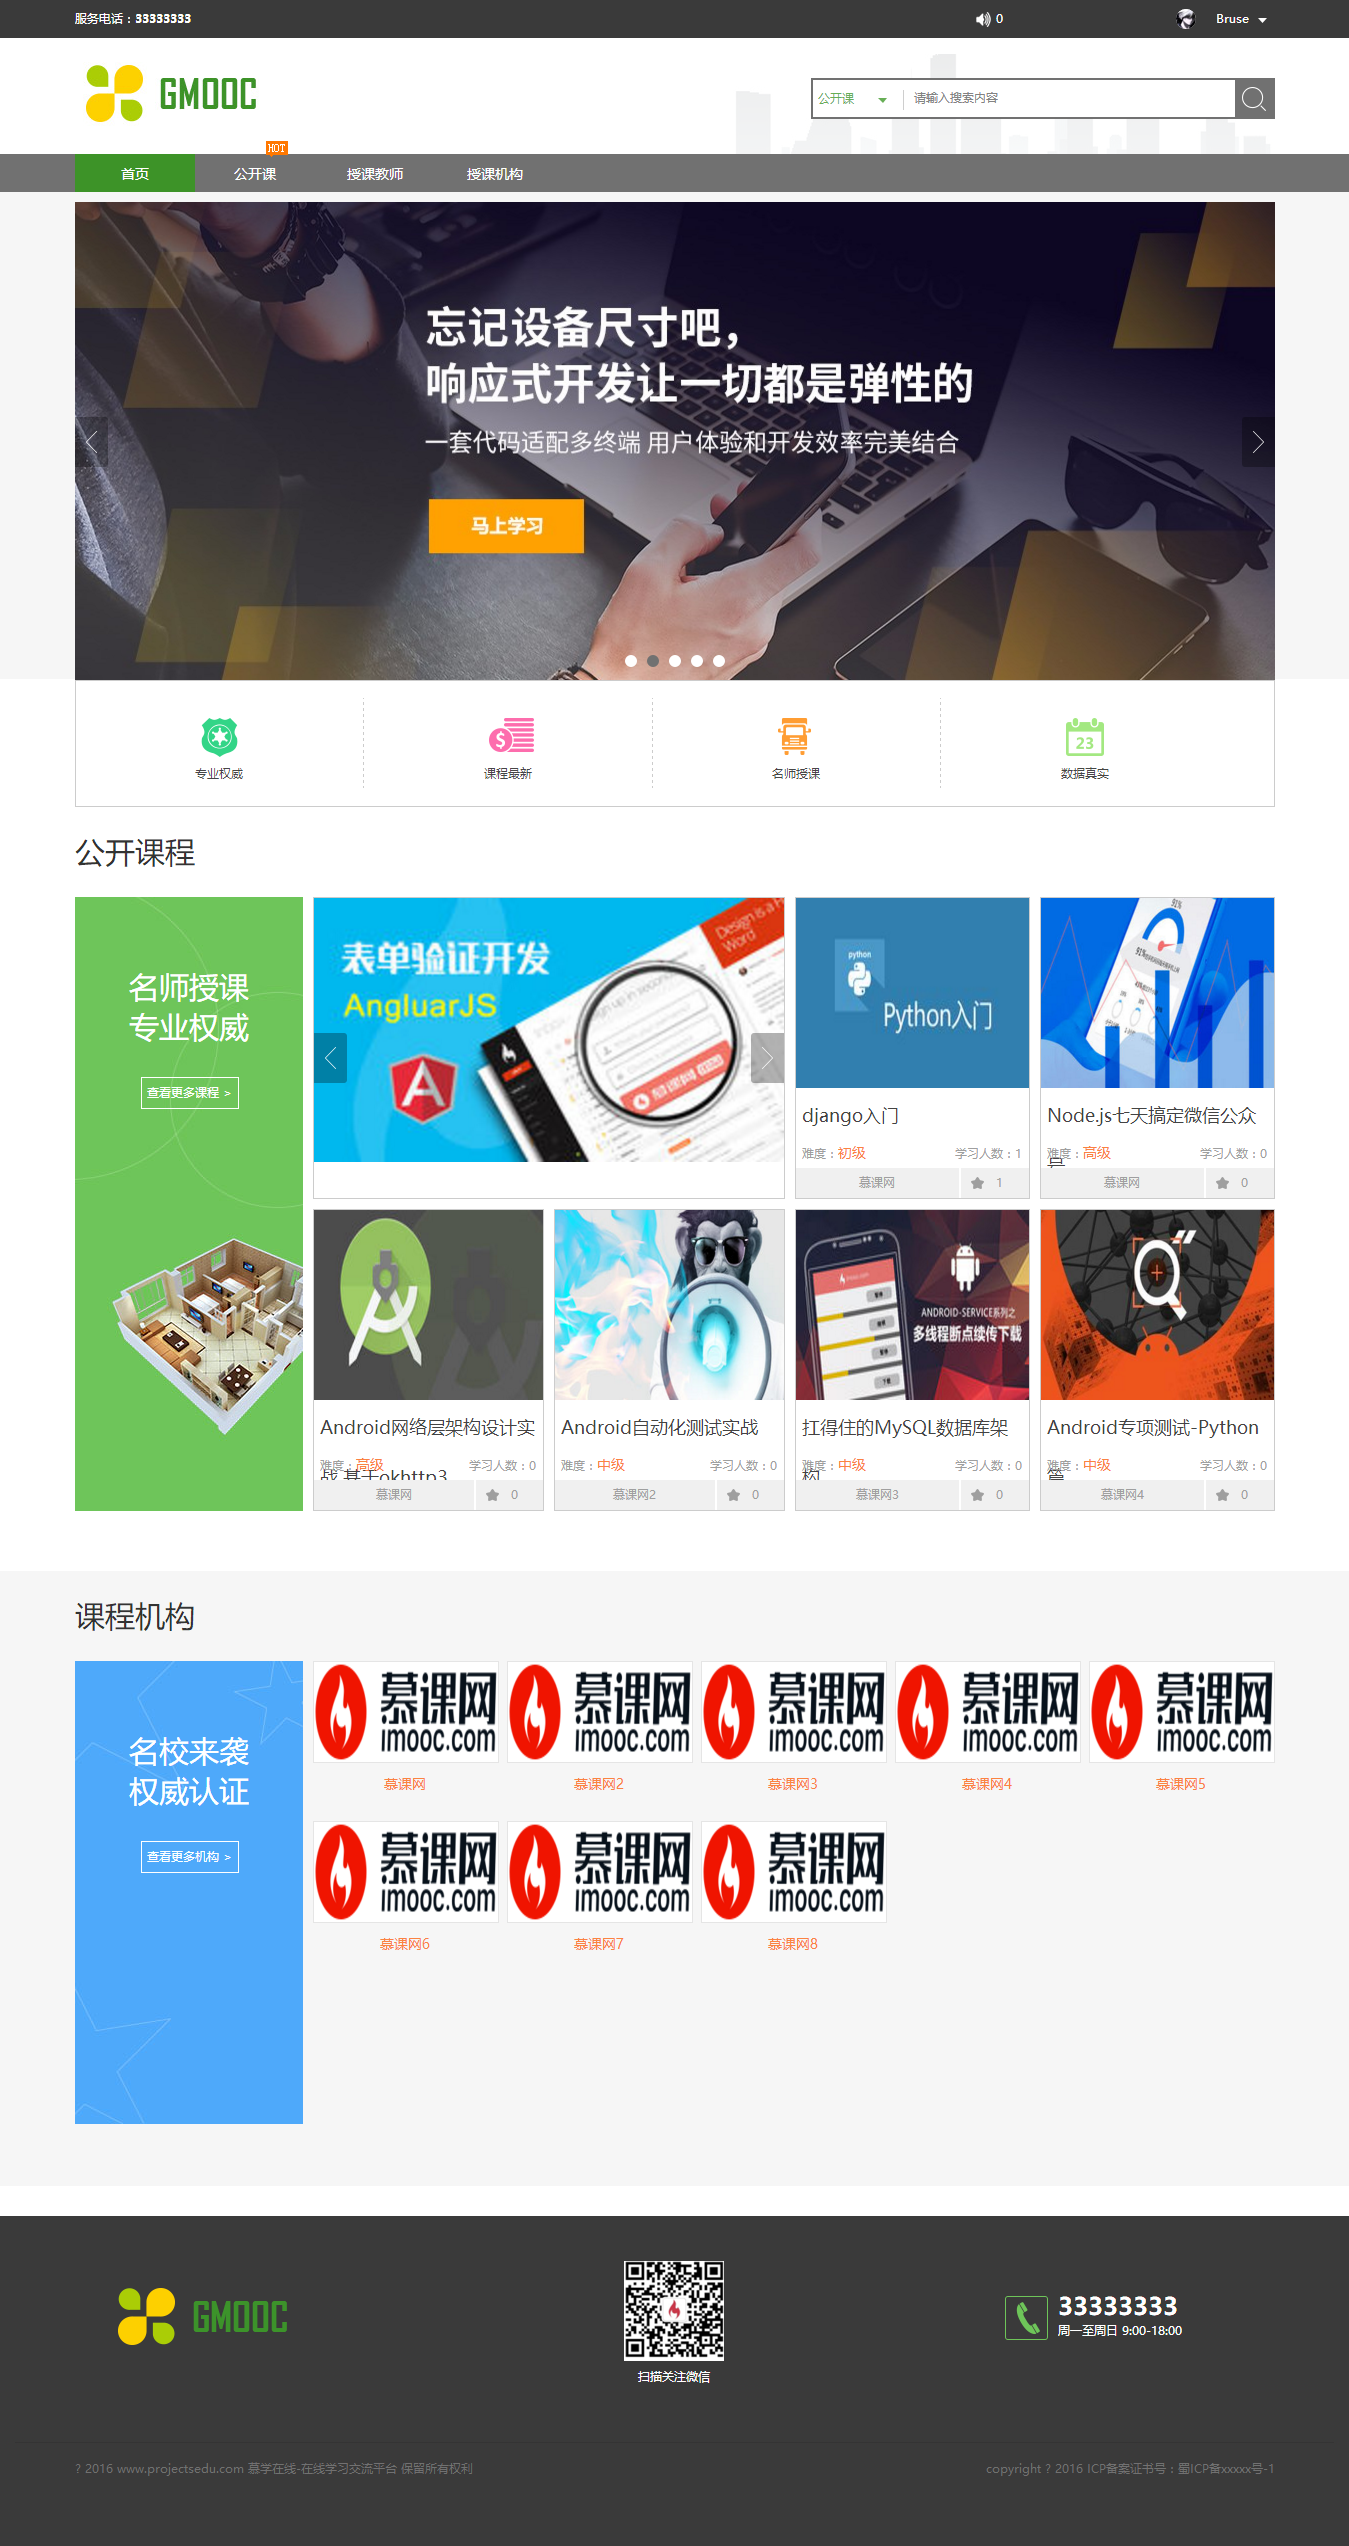 服务电话：33333333
0
Bruse
GMOOC
公开课
请输入搜索内容
HOT
首页
公开课
授课教师
授课机构
忘记设备尺寸吧，
响应式开发让一切都是弹性的
一套代码适配多终端 用户体验和开发效率完美结合
马上学习
专业权威
课程最新
名师授课
23
数据真实
公开课程
名师授课
专业权威
查看更多课程 >
表单验证开发
AngluarJS
Design is a
Word
慕课网
python
Python入门
django入门
难度：初级
学习人数：1
慕课网
1
91%
91%
Node.js七天搞定微信公众
号
难度：高级
学习人数：0
慕课网
0
Android网络层架构设计实
战 基于okhttp3
难度：高级
学习人数：0
慕课网
0
Android自动化测试实战
难度：中级
学习人数：0
慕课网2
0
ANDROID-SERVICE系列之
多线程断点续传下载
扛得住的MySQL数据库架
构
难度：中级
学习人数：0
慕课网3
0
Android专项测试-Python
篇
难度：中级
学习人数：0
慕课网4
0
课程机构
名校来袭
权威认证
查看更多机构 >
慕课网
imooc.com
慕课网
慕课网
imooc.com
慕课网2
慕课网
imooc.com
慕课网3
慕课网
imooc.com
慕课网4
慕课网
imooc.com
慕课网5
慕课网
imooc.com
慕课网6
慕课网
imooc.com
慕课网7
慕课网
imooc.com
慕课网8
GMOOC
扫描关注微信
33333333
周一至周日 9:00-18:00
? 2016 www.projectsedu.com 慕学在线-在线学习交流平台 保留所有权利
copyright ? 2016 ICP备案证书号：蜀ICP备xxxxx号-1